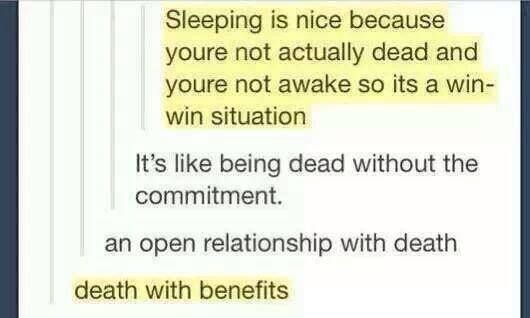 Sleeping is nice because
youre not actually dead and
youre not awake so its a win-
win situation
It's like being dead without the
commitment.
an open relationship with death
death with benefits